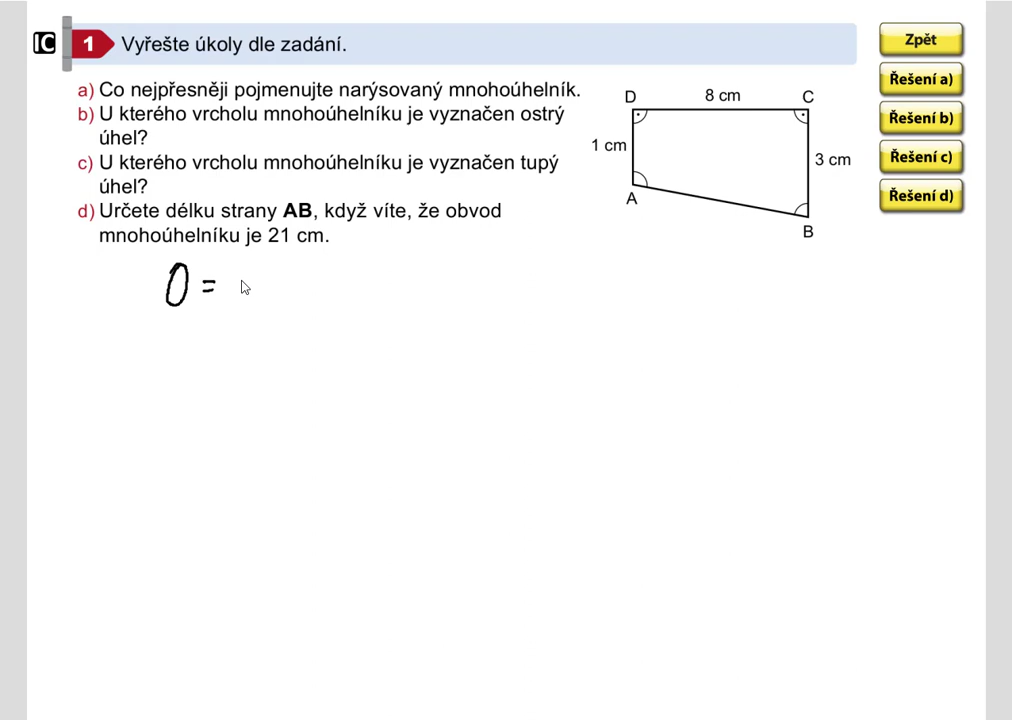 IC 1 Vyřešte úkoly dle zadání.
a) Co nejpřesněji pojmenujte narýsovaný mnohoúhelník.
b) U kterého vrcholu mnohoúhelníku je vyznačen ostrý
úhel?
c) U kterého vrcholu mnohoúhelníku je vyznačen tupý
úhel?
d) Určete délku strany AB, když víte, že obvod
mnohoúhelníku je 21 cm.
O =
D 8 cm C
1 cm
3 cm
A
B
Zpět
Řešení a)
Řešení b)
Řešení c)
Řešení d)